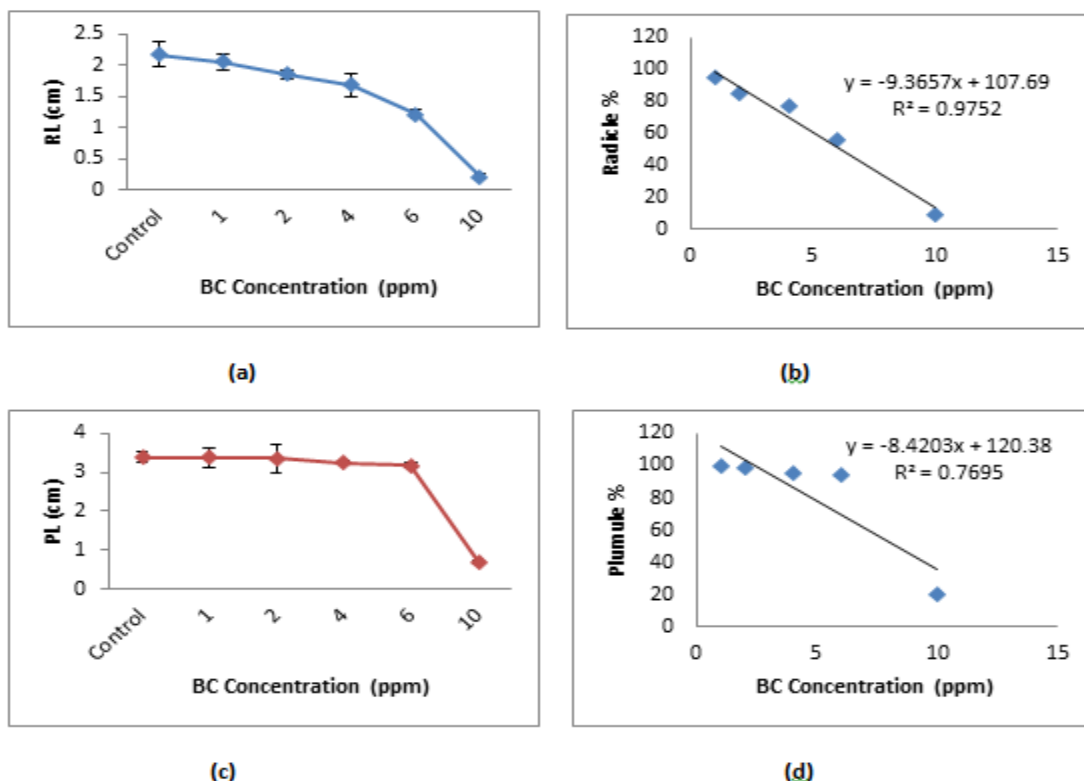 2.5
2
1.5
1
0.5
0
RL (cm)
Control
1
2
4
6
10
BC Concentration (ppm)
(a)
120
100
80
60
40
20
0
Radicle %
y = -9.3657x + 107.69
R² = 0.9752
0
5
10
15
BC Concentration (ppm)
(b)
4
3
2
1
0
PL (cm)
Control
1
2
4
6
10
BC Concentration (ppm)
(c)
120
100
80
60
40
20
0
Plumule %
y = -8.4203x + 120.38
R² = 0.7695
0
5
10
15
BC Concentration (ppm)
(d)